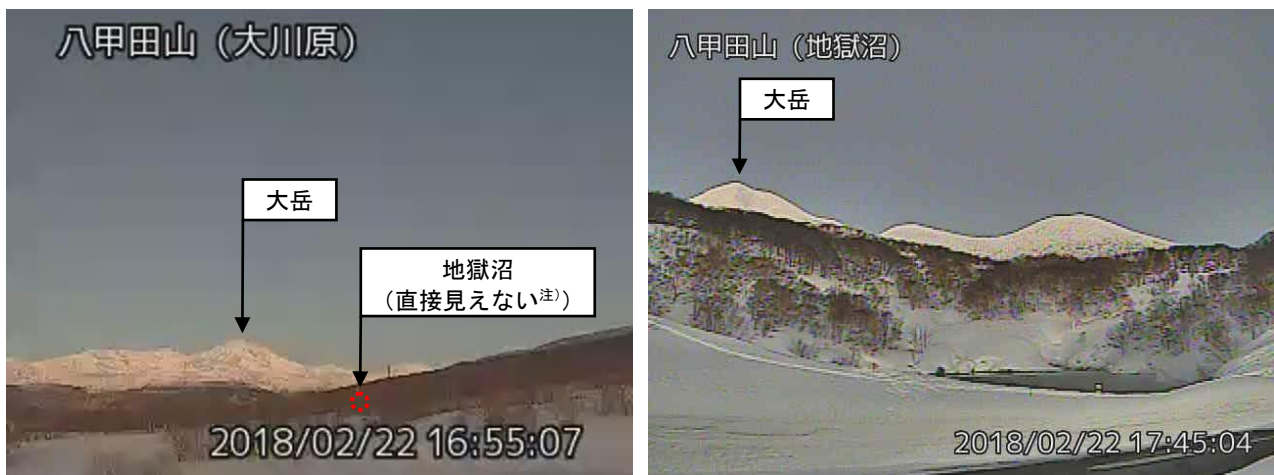 八甲田山（大川原）
大岳
地獄沼
（直接見えない注)）
2018/02/22 16:55:07
八甲田山（地獄沼）
大岳
2018/02/22 17:45:04